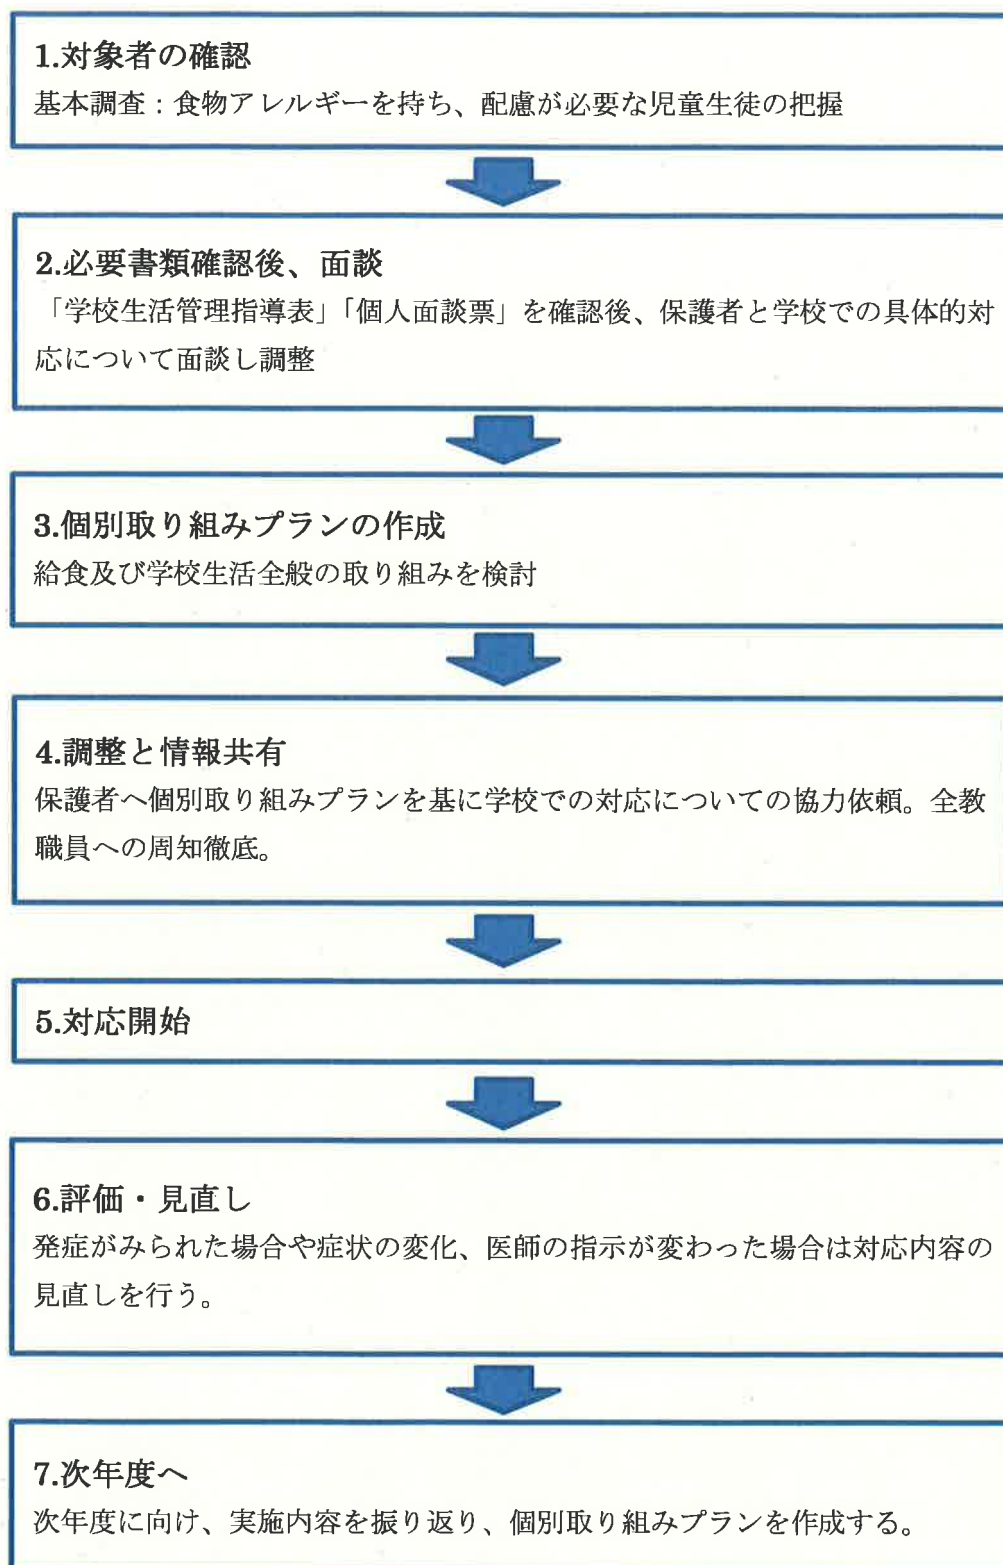 1.対象者の確認
基本調査：食物アレルギーを持ち、配慮が必要な児童生徒の把握
2.必要書類確認後、面談
「学校生活管理指導表」「個人面談票」を確認後、保護者と学校での具体的対
応について面談し調整
3.個別取り組みプランの作成
給食及び学校生活全般の取り組みを検討
4.調整と情報共有
保護者へ個別取り組みプランを基に学校での対応についての協力依頼。全教
職員への周知徹底。
5.対応開始
6.評価・見直し
発症がみられた場合や症状の変化、医師の指示が変わった場合は対応内容の
見直しを行う。
7.次年度へ
次年度に向け、実施内容を振り返り、個別取り組みプランを作成する。